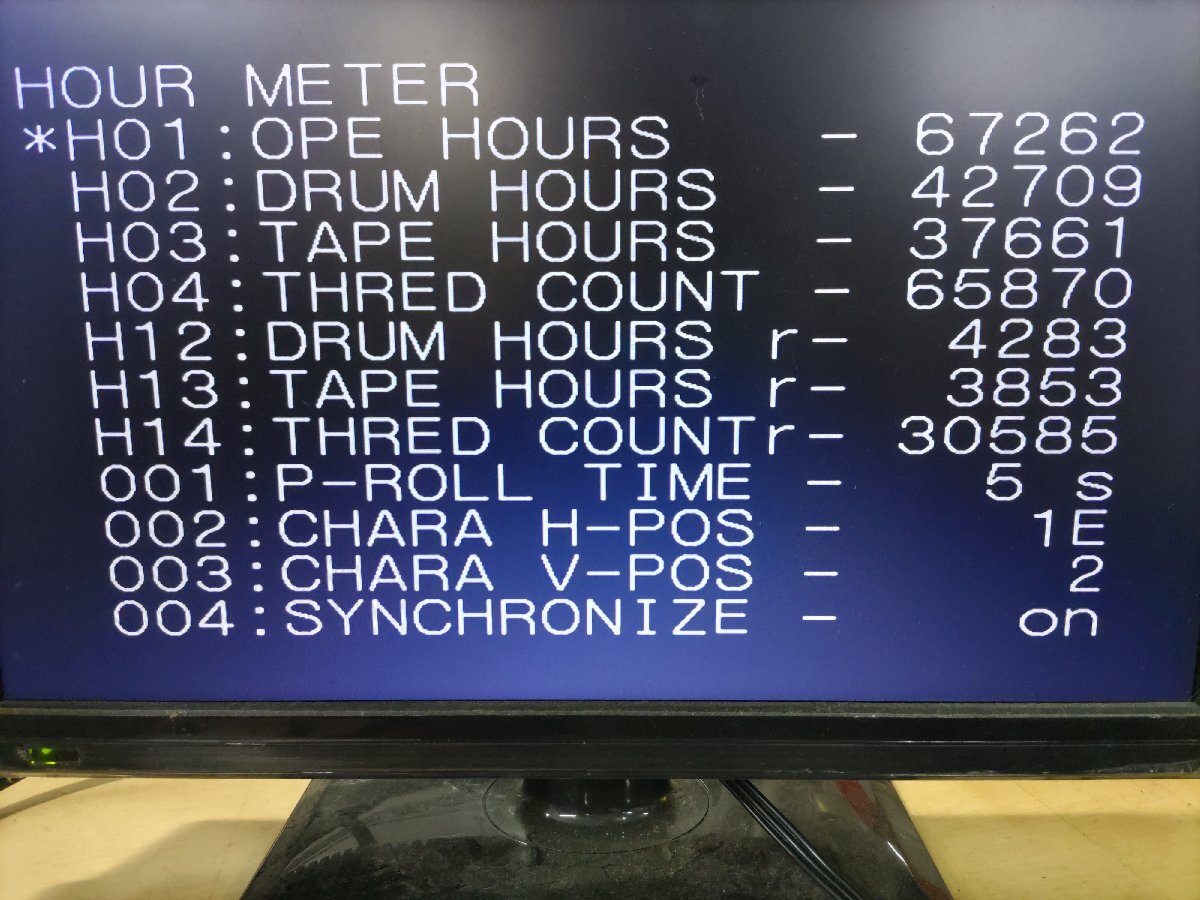 HOUR METER
*H01:OPE HOURS - 67262
H02:DRUM HOURS - 42709
H03:TAPE HOURS - 37661
H04:THRED COUNT - 65870
H12:DRUM HOURS r- 4283
H13:TAPE HOURS r- 3853
H14:THRED COUNTr- 30585
001:P-ROLL TIME - 5 s
002:CHARA H-POS - 1E
003:CHARA V-POS - 2
004:SYNCHRONIZE - on